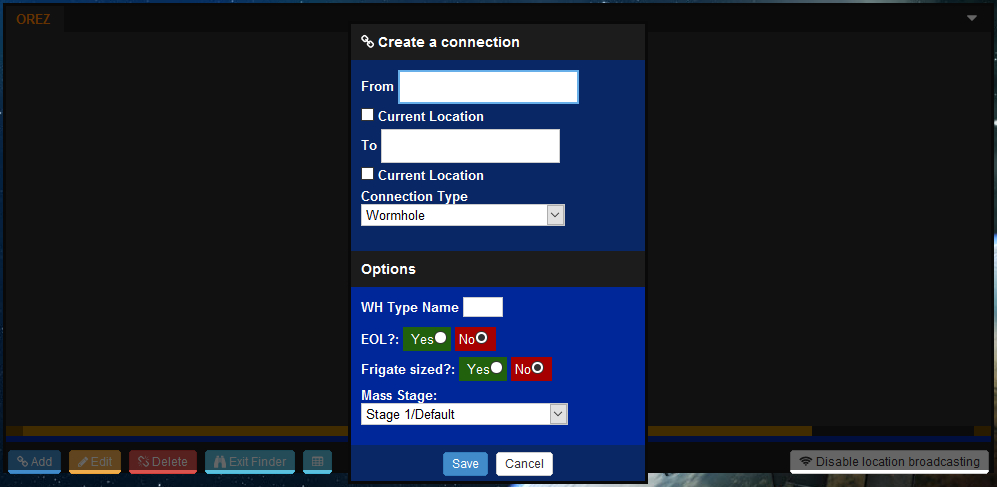 OREZ
Create a connection
From
Current Location
To
Current Location
Connection Type
Wormhole
Options
WH Type Name
EOL?: Yes No
Frigate sized?: Yes No
Mass Stage:
Stage 1/Default
Save Cancel
Add Edit Delete Exit Finder Disable location broadcasting